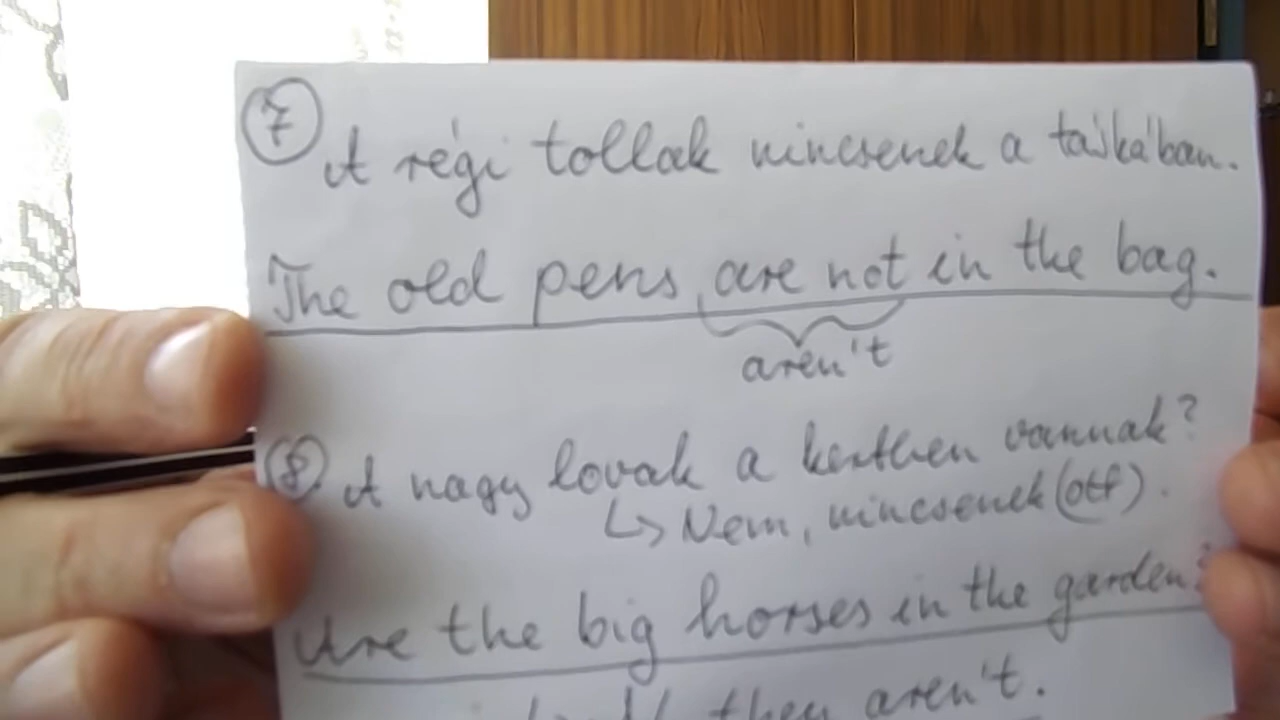 7 A régi tollak nincsenek a táskában.
The old pens are not in the bag.
aren't
8. A nagy lovak a kertben vannak?
↳ Nem, nincsenek (ott).
Are the big horses in the garden?
they aren't.